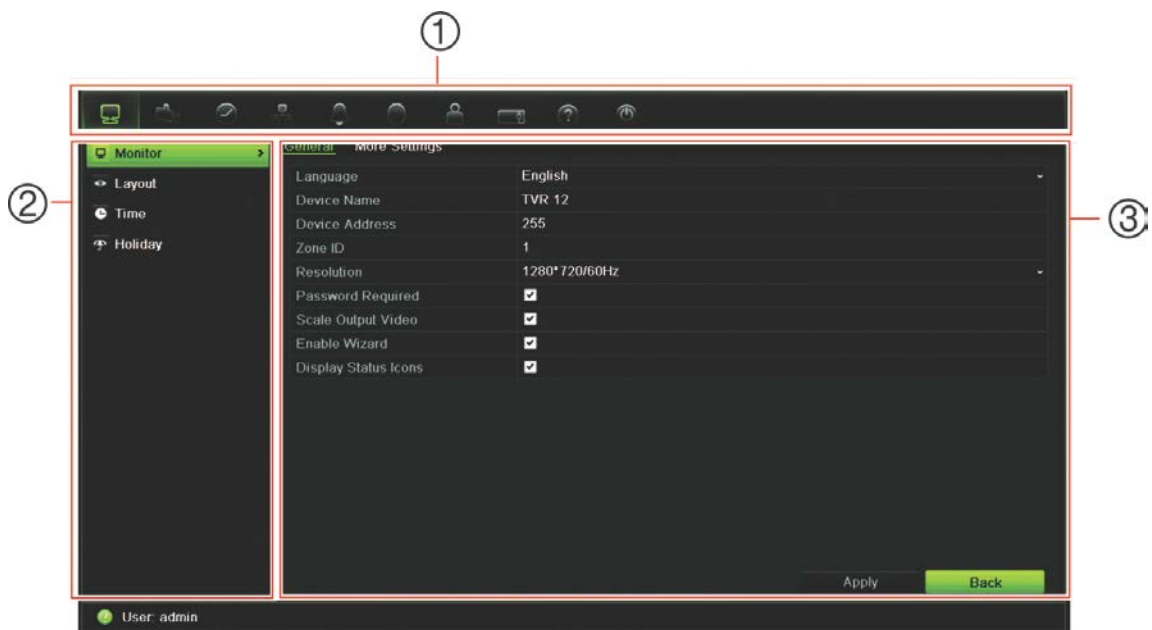 ①
②
③
Monitor
Layout
Time
Holiday
General More Settings
Language English
Device Name TVR 12
Device Address 255
Zone ID 1
Resolution 1280*720/60Hz
Password Required
Scale Output Video
Enable Wizard
Display Status Icons
Apply Back
User: admin